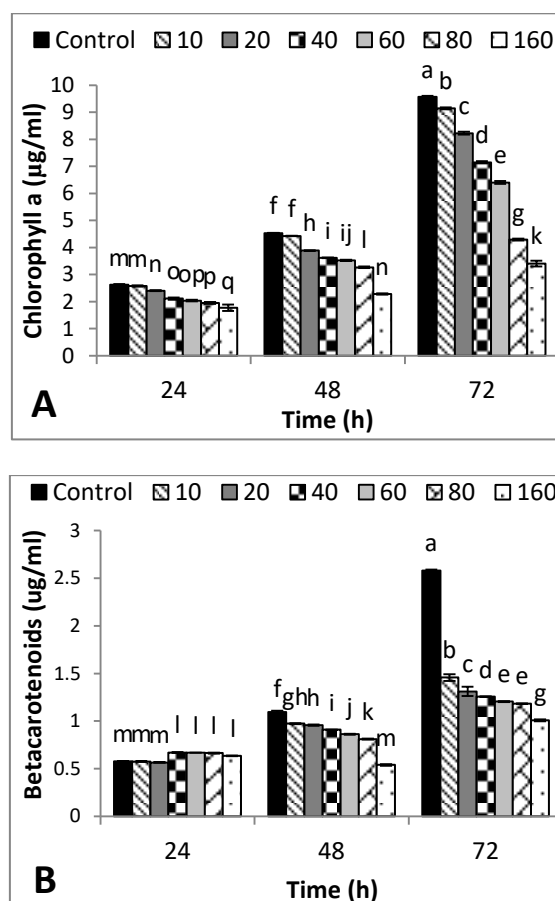 Control 10 20 40 60 80 160
Chlorophyll a (µg/ml)
10
9
8
7
6
5
4
3
2
1
0
a b c d e g k
f f h i ij l n
m m n o op p q
24 48 72
Time (h)
A
Control 10 20 40 60 80 160
Betacarotenoids (ug/ml)
3
2.5
2
1.5
1
0.5
0
a b c d e e g
f gh h i j k m
m m m l l l l
24 48 72
Time (h)
B